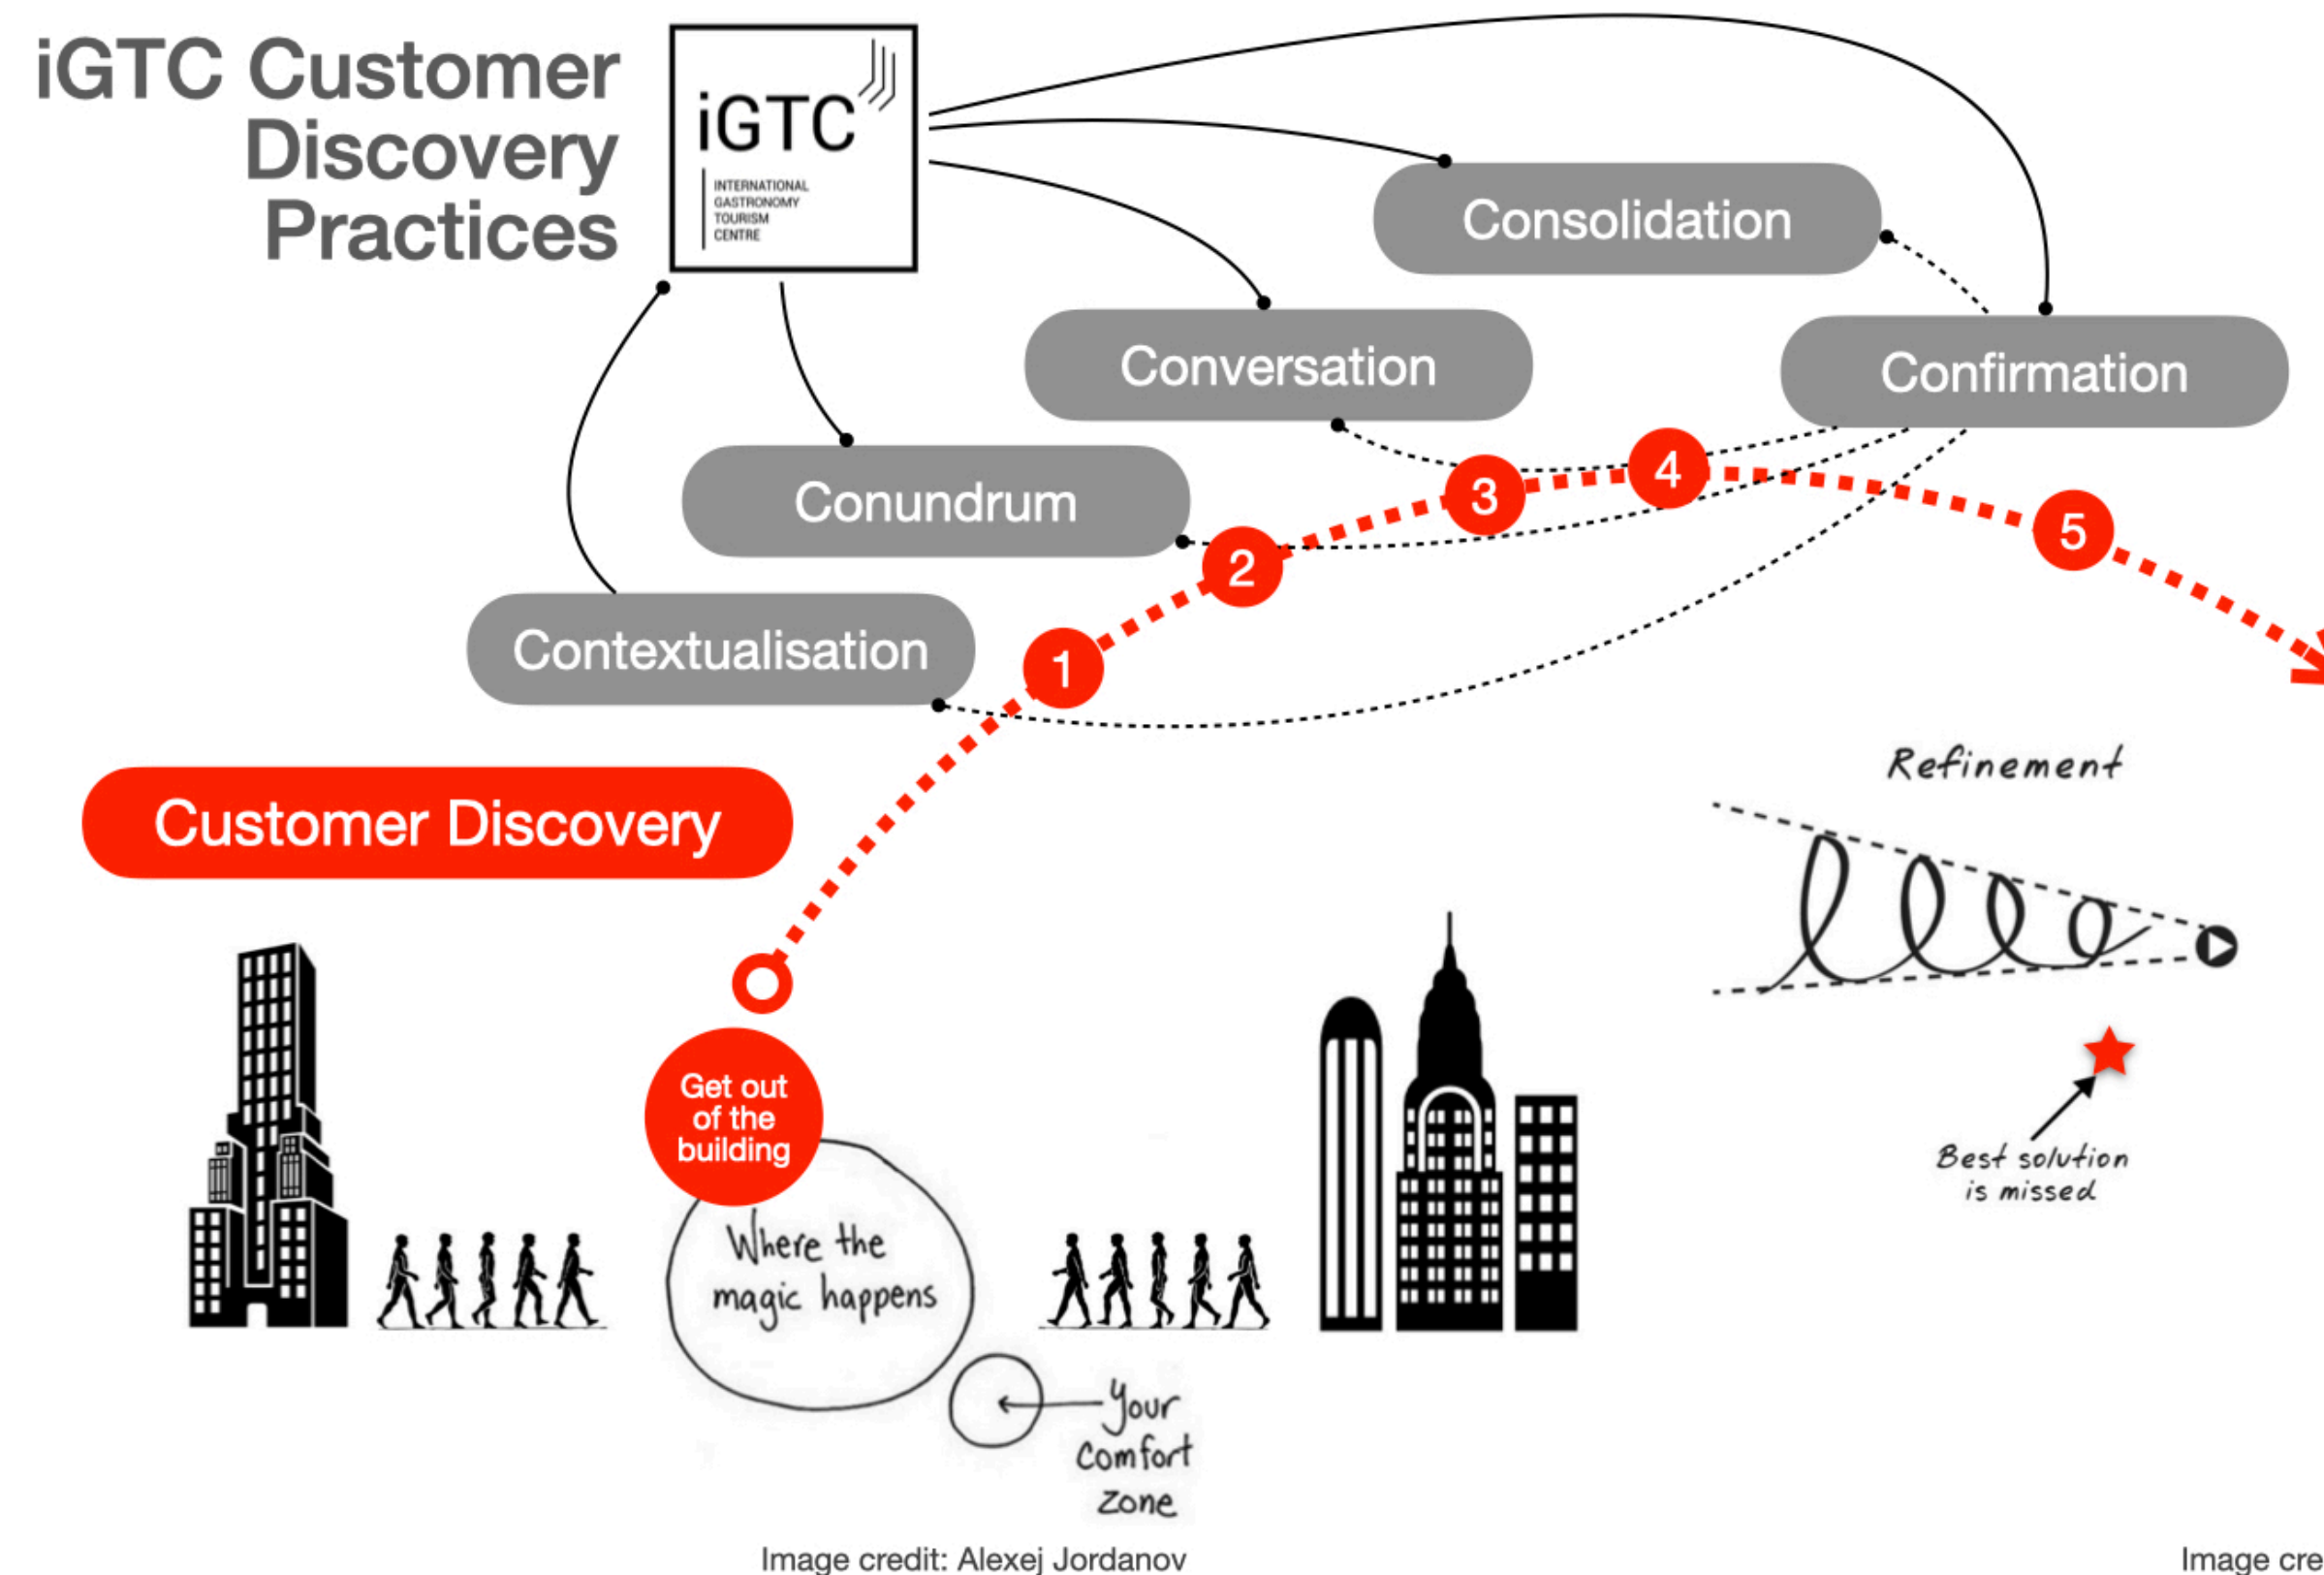 iGTC Customer
Discovery
Practices
iGTC
INTERNATIONAL
GASTRONOMY
TOURISM
CENTRE
Consolidation
Conversation
Confirmation
Conundrum
Contextualisation
1
2
3
4
5
Customer Discovery
Get out
of the
building
Where the
magic happens
Your
Comfort
Zone
Refinement
Best solution
is missed
Image credit: Alexej Jordanov
Image cre